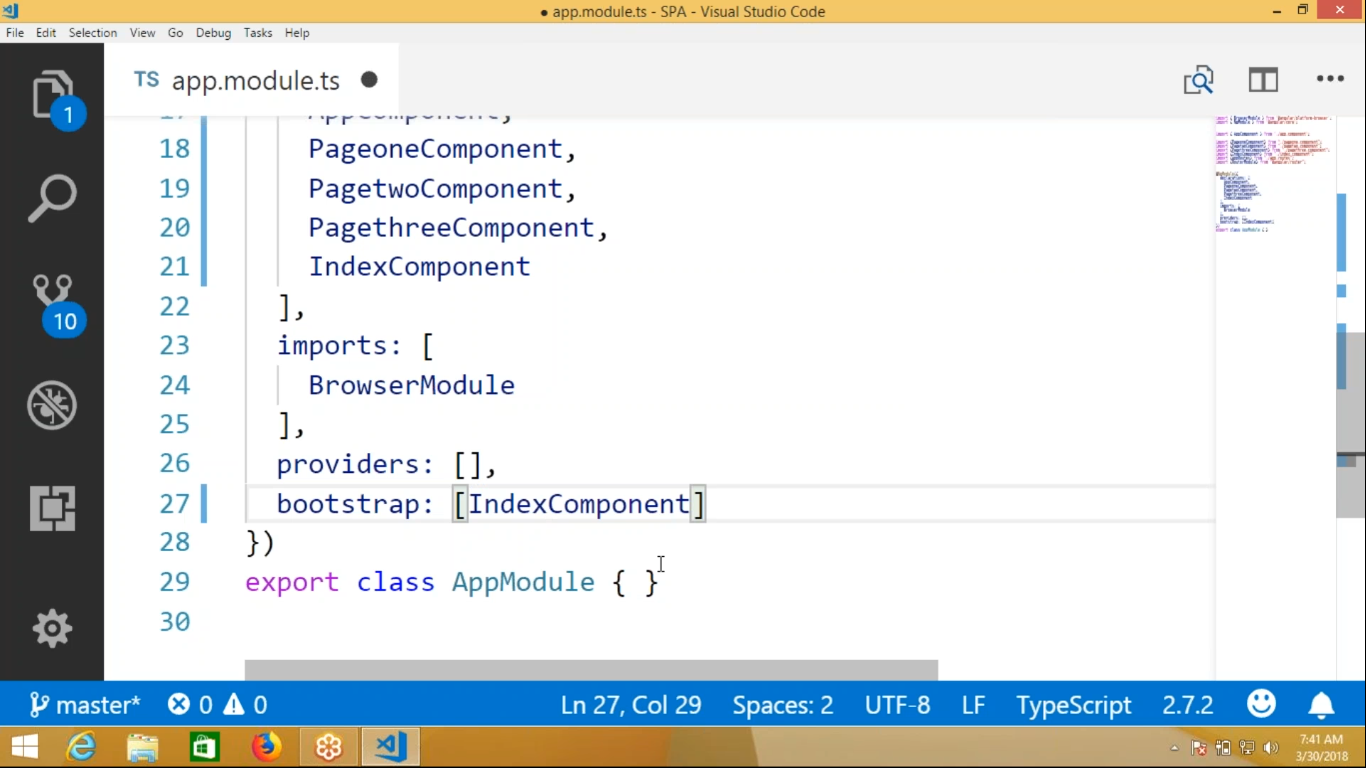 ● app.module.ts - SPA - Visual Studio Code
File Edit Selection View Go Debug Tasks Help
TS app.module.ts ●
1
17 AppComponent,
18 PageoneComponent,
19 PagetwoComponent,
20 PagethreeComponent,
21 IndexComponent
22 ],
10
23 imports: [
24 BrowserModule
25 ],
26 providers: [],
27 bootstrap: [IndexComponent]
28 })
29 export class AppModule { }
30
master* 0 0 Ln 27, Col 29 Spaces: 2 UTF-8 LF TypeScript 2.7.2
7:41 AM
3/30/2018